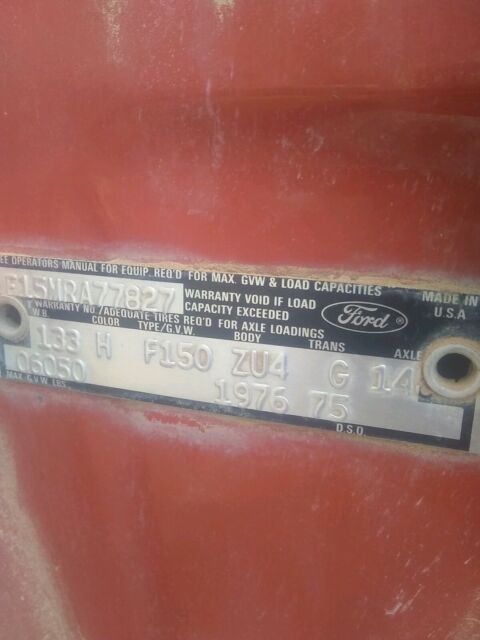 EE OPERATORS MANUAL FOR EQUIP. REQ'D FOR MAX. GVW & LOAD CAPACITIES
F15MRA77827
WARRANTY VOID IF LOAD
CAPACITY EXCEEDED
Ford
MADE IN
U.S.A
WARRANTY NO./ADEQUATE TIRES REQ'D FOR AXLE LOADINGS
W.B. COLOR TYPE/G.V.W. BODY TRANS AXLE
133 H F150 ZU4 G 14
06050 1976 75
MAX. G.V.W. LBS. D.S.O.